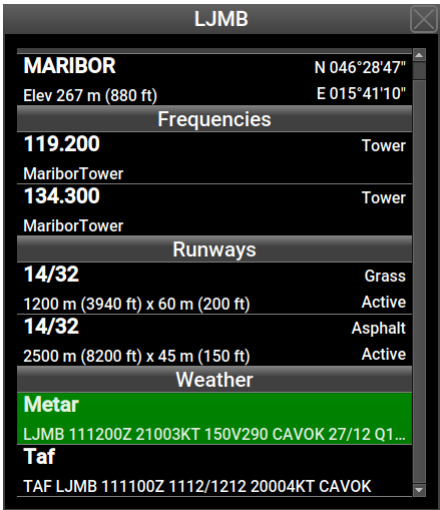 LJMB
MARIBOR N 046°28'47"
Elev 267 m (880 ft) E 015°41'10"
Frequencies
119.200 Tower
MariborTower
134.300 Tower
MariborTower
Runways
14/32 Grass
1200 m (3940 ft) x 60 m (200 ft) Active
14/32 Asphalt
2500 m (8200 ft) x 45 m (150 ft) Active
Weather
Metar
LJMB 111200Z 21003KT 150V290 CAVOK 27/12 Q1...
Taf
TAF LJMB 111100Z 1112/1212 20004KT CAVOK